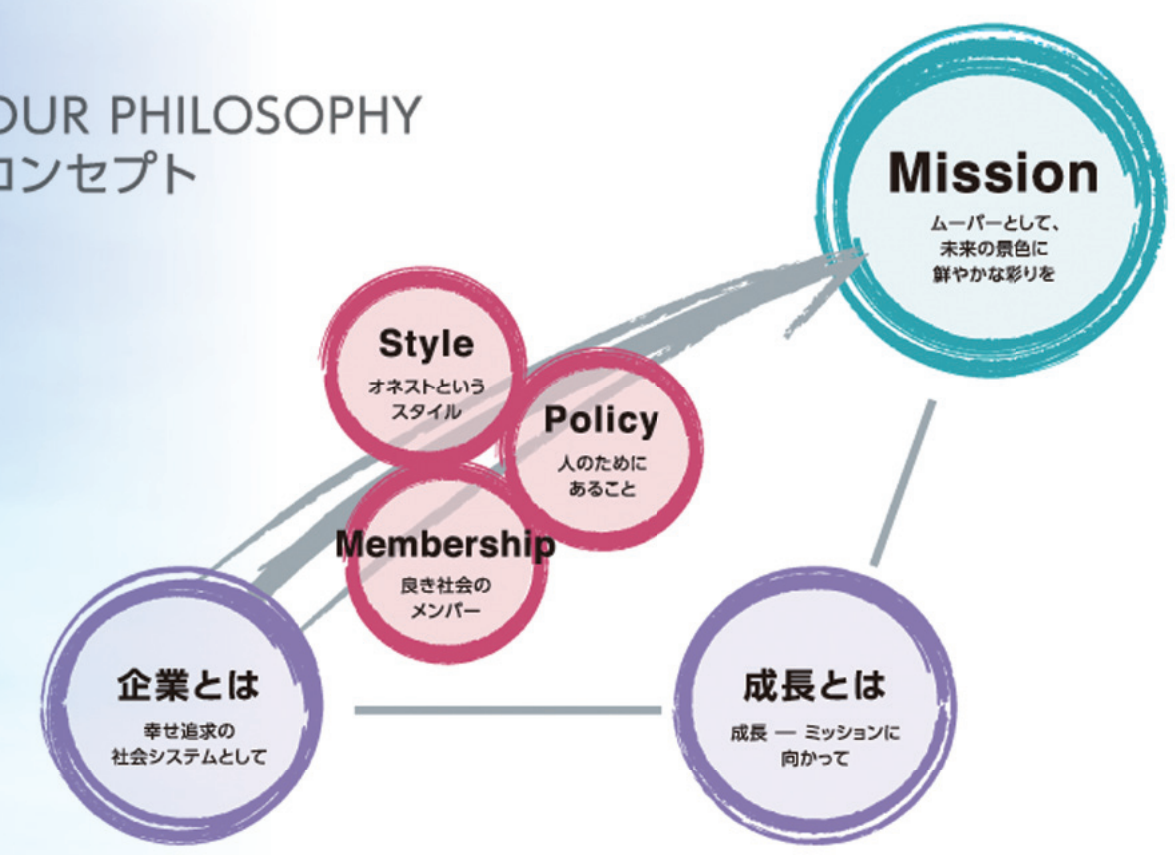 OUR PHILOSOPHY
コンセプト
Mission
ムーバーとして、
未来の景色に
鮮やかな彩りを
Style
オネストという
スタイル
Policy
人のために
あること
Membership
良き社会の
メンバー
企業とは
幸せ追求の
社会システムとして
成長とは
成長 ― ミッションに
向かって